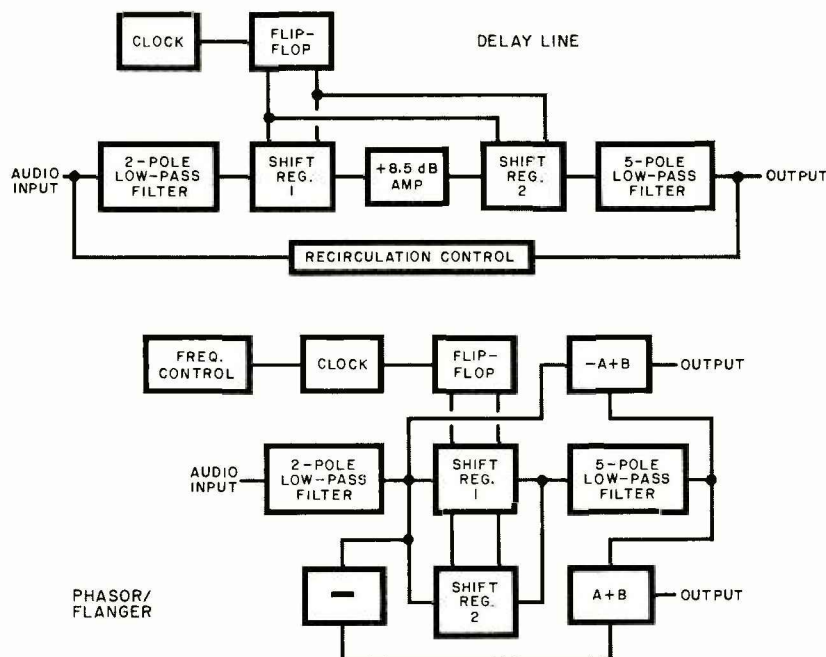 CLOCK
FLIP-
FLOP
DELAY LINE
AUDIO
INPUT
2-POLE
LOW-PASS
FILTER
SHIFT
REG.
1
+8.5 dB
AMP
SHIFT
REG.
2
5-POLE
LOW-PASS
FILTER
OUTPUT
RECIRCULATION CONTROL
FREQ.
CONTROL
CLOCK
FLIP-
FLOP
-A+B
OUTPUT
AUDIO
INPUT
2-POLE
LOW-PASS
FILTER
SHIFT
REG.
1
5-POLE
LOW-PASS
FILTER
PHASOR/
FLANGER
–
SHIFT
REG.
2
A+B
OUTPUT